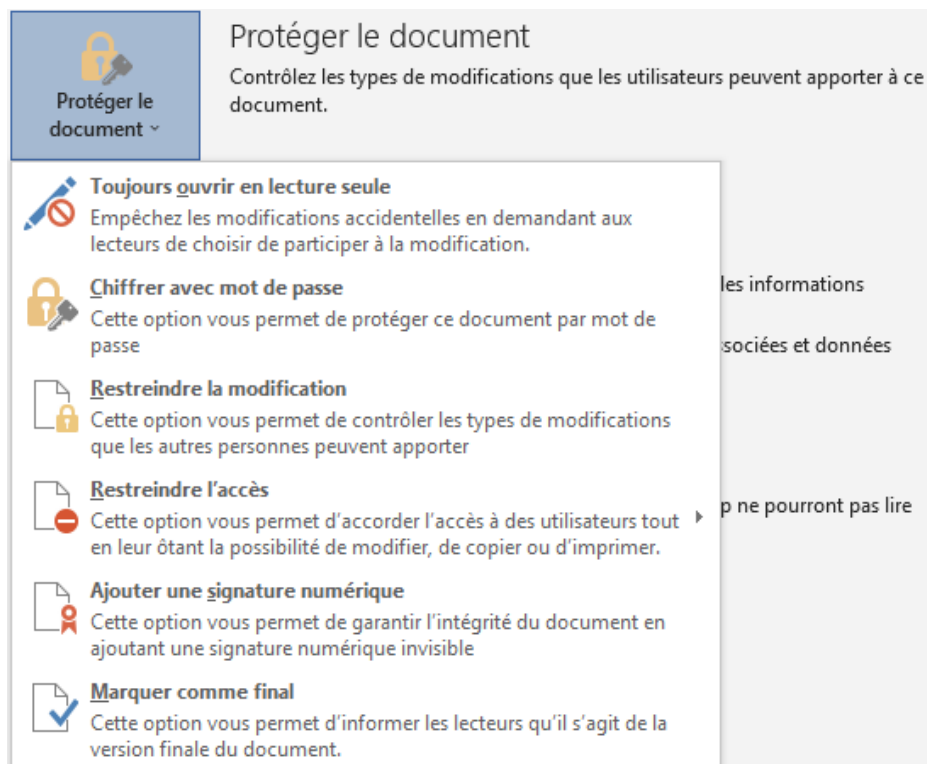 Protéger le document
Contrôlez les types de modifications que les utilisateurs peuvent apporter à ce
document.
Protéger le
document
Toujours ouvrir en lecture seule
Empêchez les modifications accidentelles en demandant aux
lecteurs de choisir de participer à la modification.
Chiffrer avec mot de passe
Cette option vous permet de protéger ce document par mot de
passe
Restreindre la modification
Cette option vous permet de contrôler les types de modifications
que les autres personnes peuvent apporter
Restreindre l’accès
Cette option vous permet d’accorder l’accès à des utilisateurs tout
en leur ôtant la possibilité de modifier, de copier ou d’imprimer.
Ajouter une signature numérique
Cette option vous permet de garantir l’intégrité du document en
ajoutant une signature numérique invisible
Marquer comme final
Cette option vous permet d’informer les lecteurs qu’il s’agit de la
version finale du document.
les informations
ssociées et données
p ne pourront pas lire